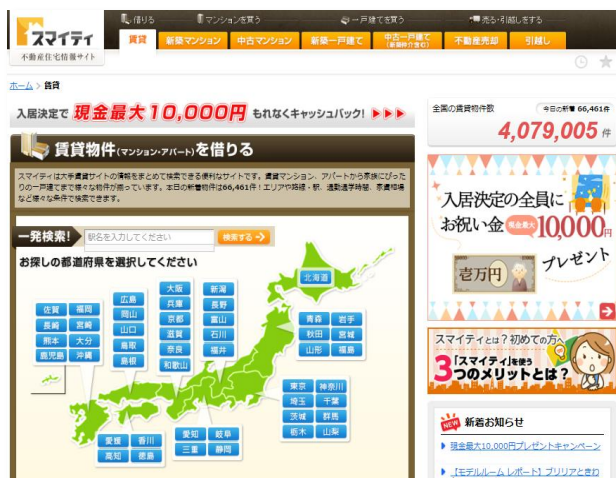 借りる
マンションを買う
一戸建てを買う
売る・引越しをする
スマイティ
不動産住宅情報サイト
賃貸
新築マンション
中古マンション
新築一戸建て
中古一戸建て
(新築仲介含む)
不動産売却
引越し
ホーム > 賃貸
入居決定で 現金最大10,000円 もれなくキャッシュバック! ▶▶▶
全国の賃貸物件数
今日の新着 66,461件
4,079,005 件
賃貸物件(マンション・アパート)を借りる
スマイティは大手賃貸サイトの情報をまとめて検索できる便利なサイトです。賃貸マンション、アパートから家族にぴった
りの一戸建てまで様々な物件が揃っています。本日の新着物件は66,461件!エリアや路線・駅、通勤通学時間、家賃相場
など様々な条件で検索できます。
一発検索!
駅名を入力してください
検索する
お探しの都道府県を選択してください
北海道
青森 岩手
秋田 宮城
山形 福島
新潟
長野
富山
石川
福井
大阪
兵庫
京都
滋賀
奈良
和歌山
広島
岡山
山口
鳥取
島根
佐賀 福岡
長崎 宮崎
熊本 大分
鹿児島 沖縄
東京 神奈川
埼玉 千葉
茨城 群馬
栃木 山梨
愛知 岐阜
三重 静岡
愛媛 香川
高知 徳島
入居決定の全員に
お祝い金 現金最大 10,000円
壱万円
プレゼント
スマイティとは?初めての方へ
「スマイティ」を使う
3つのメリットとは?
NEW 新着お知らせ
現金最大10,000円プレゼントキャンペーン
【モデルルームレポート】ブリリアときわ